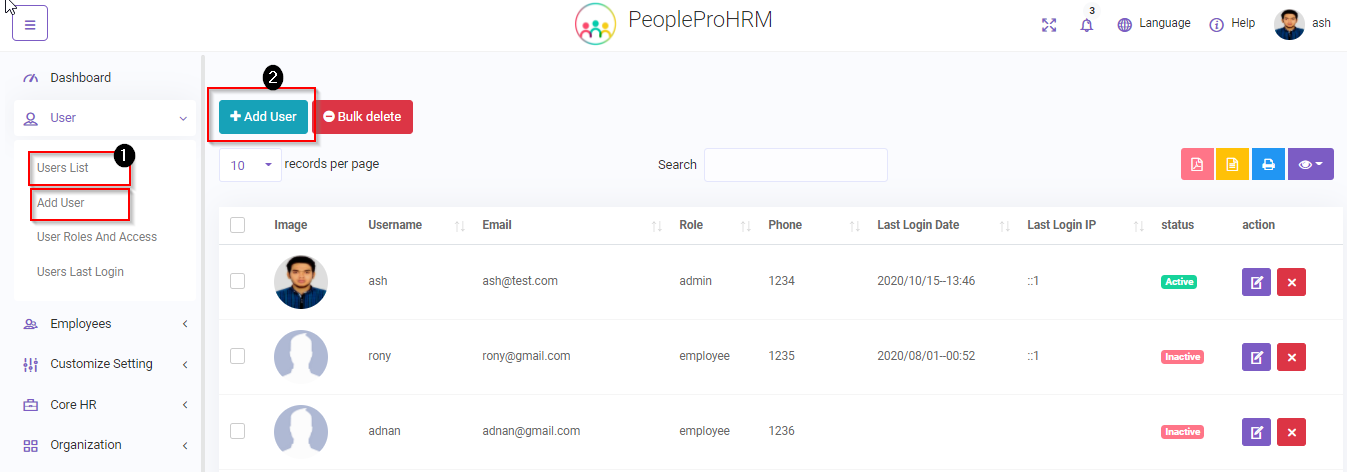 PeopleProHRM
3
Language
Help
ash
Dashboard
User
1
Users List
Add User
User Roles And Access
Users Last Login
Employees
Customize Setting
Core HR
Organization
2
Add User
Bulk delete
10 records per page
Search
Image Username Email Role Phone Last Login Date Last Login IP status action
ash ash@test.com admin 1234 2020/10/15--13:46 ::1 Active
rony rony@gmail.com employee 1235 2020/08/01--00:52 ::1 Inactive
adnan adnan@gmail.com employee 1236 Inactive